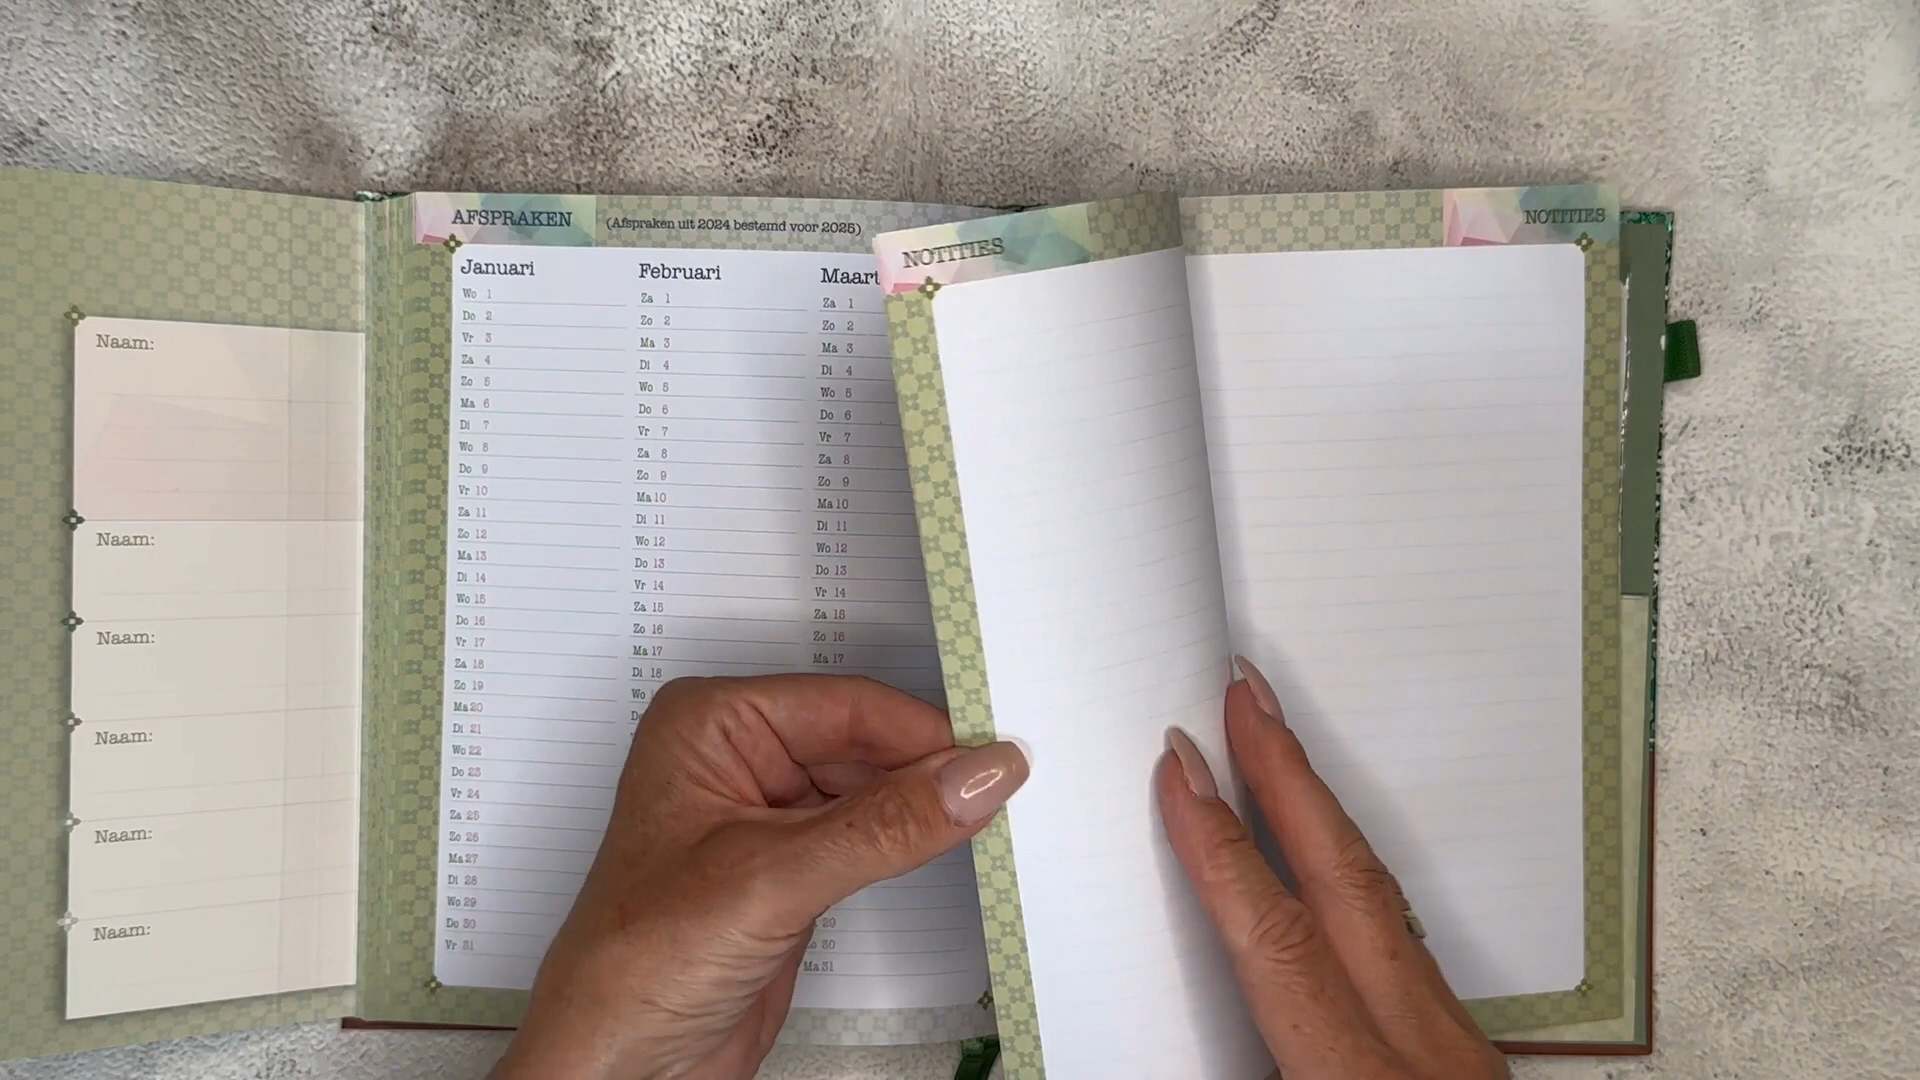 Naam:
Naam:
Naam:
Naam:
Naam:
Naam:
AFSPRAKEN (Afspraken uit 2024 bestemd voor 2025)
Januari
Wo 1
Do 2
Vr 3
Za 4
Zo 5
Ma 6
Di 7
Wo 8
Do 9
Vr 10
Za 11
Zo 12
Ma 13
Di 14
Wo 15
Do 16
Vr 17
Za 18
Zo 19
Ma 20
Di 21
Wo 22
Do 23
Vr 24
Za 25
Zo 26
Ma 27
Di 28
Wo 29
Do 30
Vr 31
Februari
Za 1
Zo 2
Ma 3
Di 4
Wo 5
Do 6
Vr 7
Za 8
Zo 9
Ma 10
Di 11
Wo 12
Do 13
Vr 14
Za 15
Zo 16
Ma 17
Di 18
Wo
Maart
Za 1
Zo 2
Ma 3
Di 4
Wo 5
Do 6
Vr 7
Za 8
Zo 9
Ma 10
Di 11
Wo 12
Do 13
Vr 14
Za 15
Zo 16
Ma 17
29
30
Ma 31
NOTITIES
NOTITIES